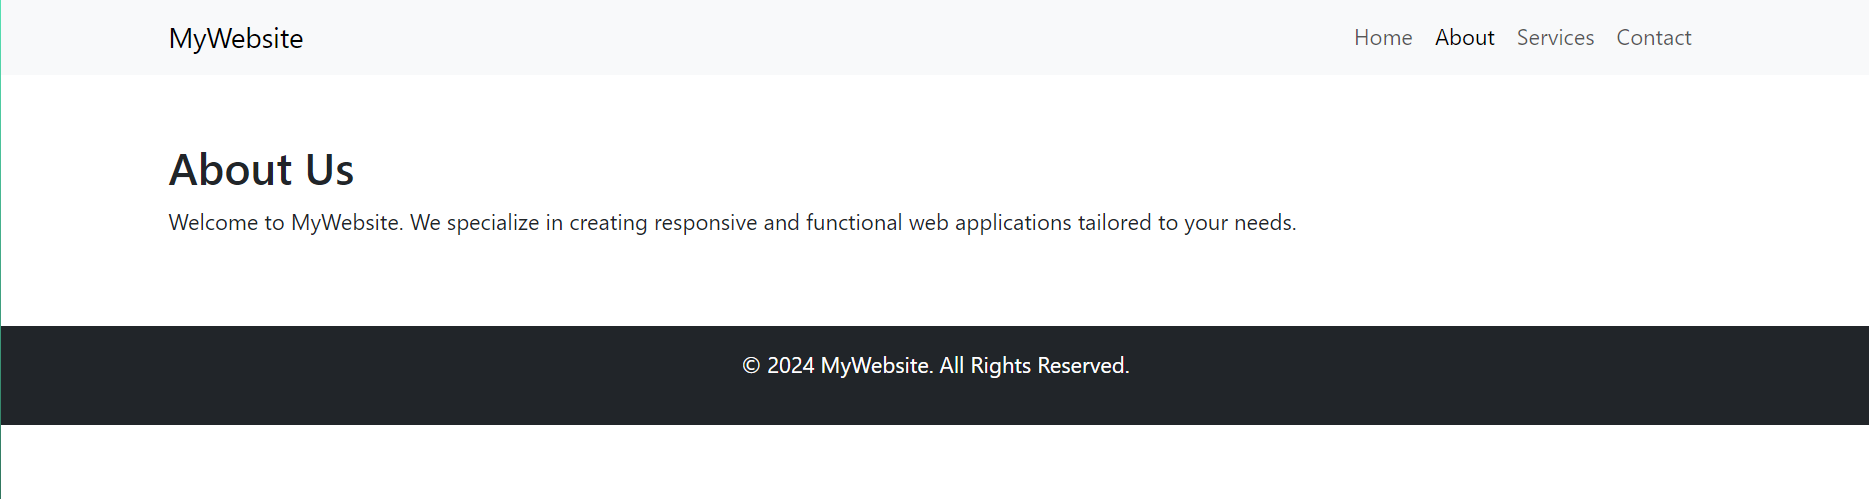 MyWebsite
Home About Services Contact
About Us
Welcome to MyWebsite. We specialize in creating responsive and functional web applications tailored to your needs.
© 2024 MyWebsite. All Rights Reserved.